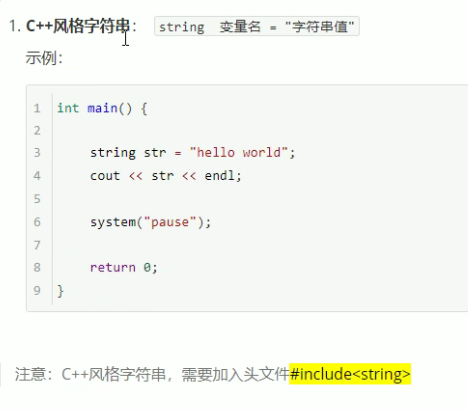 1. C++风格字符串： string 变量名 = "字符串值"
示例：
1 int main() {
2
3     string str = "hello world";
4     cout << str << endl;
5
6     system("pause");
7
8     return 0;
9 }
注意：C++风格字符串，需要加入头文件#include<string>